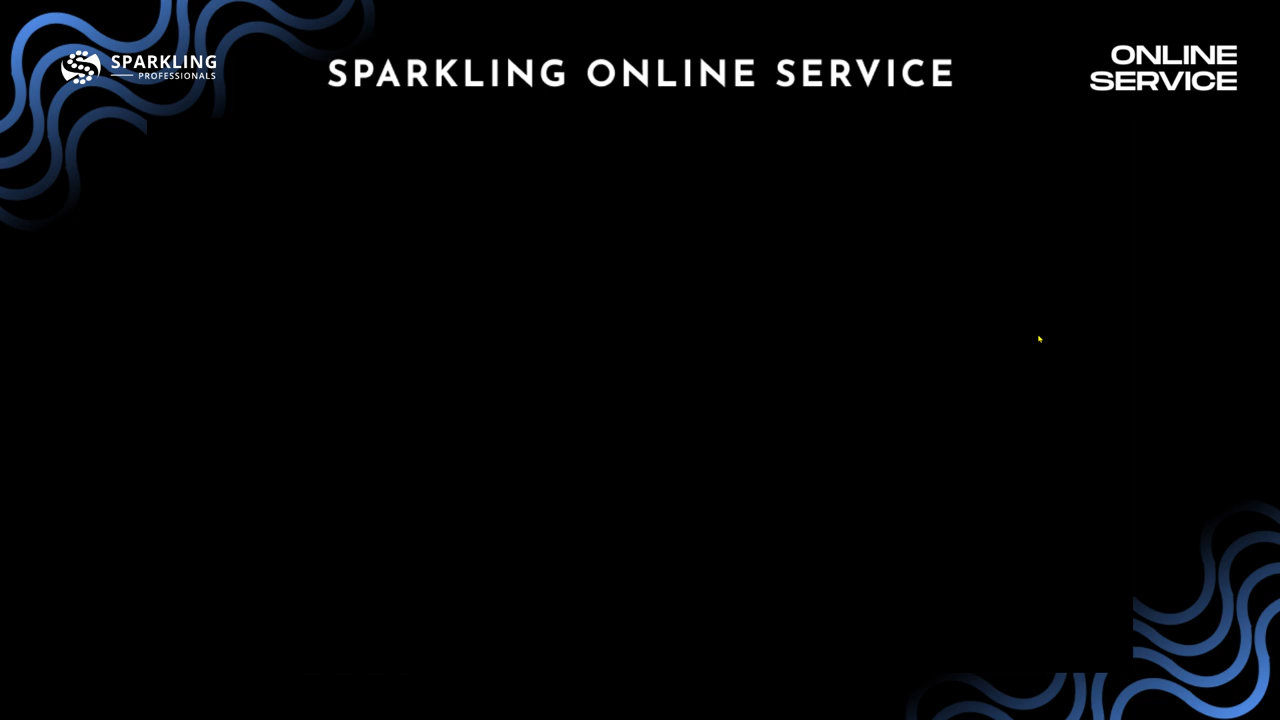 SPARKLING
PROFESSIONALS
SPARKLING ONLINE SERVICE
ONLINE
SERVICE